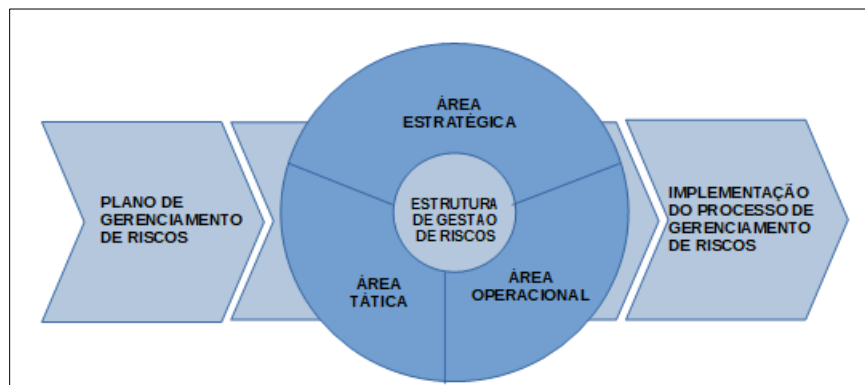 PLANO DE
GERENCIAMENTO
DE RISCOS
ÁREA
ESTRATÉGICA
ESTRUTURA
DE GESTAO
DE RISCOS
ÁREA
TÁTICA
ÁREA
OPERACIONAL
IMPLEMENTAÇÃO
DO PROCESSO DE
GERENCIAMENTO
DE RISCOS